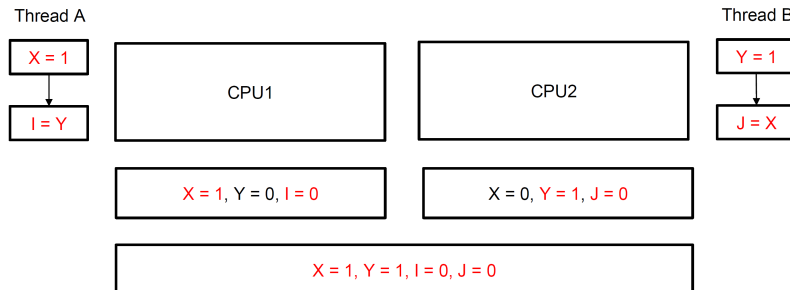 Thread A
Thread B
X = 1
Y = 1
CPU1
CPU2
I = Y
J = X
X = 1, Y = 0, I = 0
X = 0, Y = 1, J = 0
X = 1, Y = 1, I = 0, J = 0